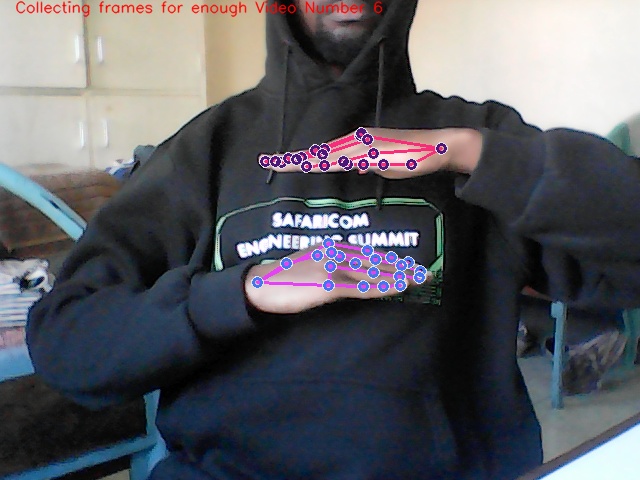 Collecting frames for enough Video Number 6
SAFARICOM
ENGINEERING SUMMIT